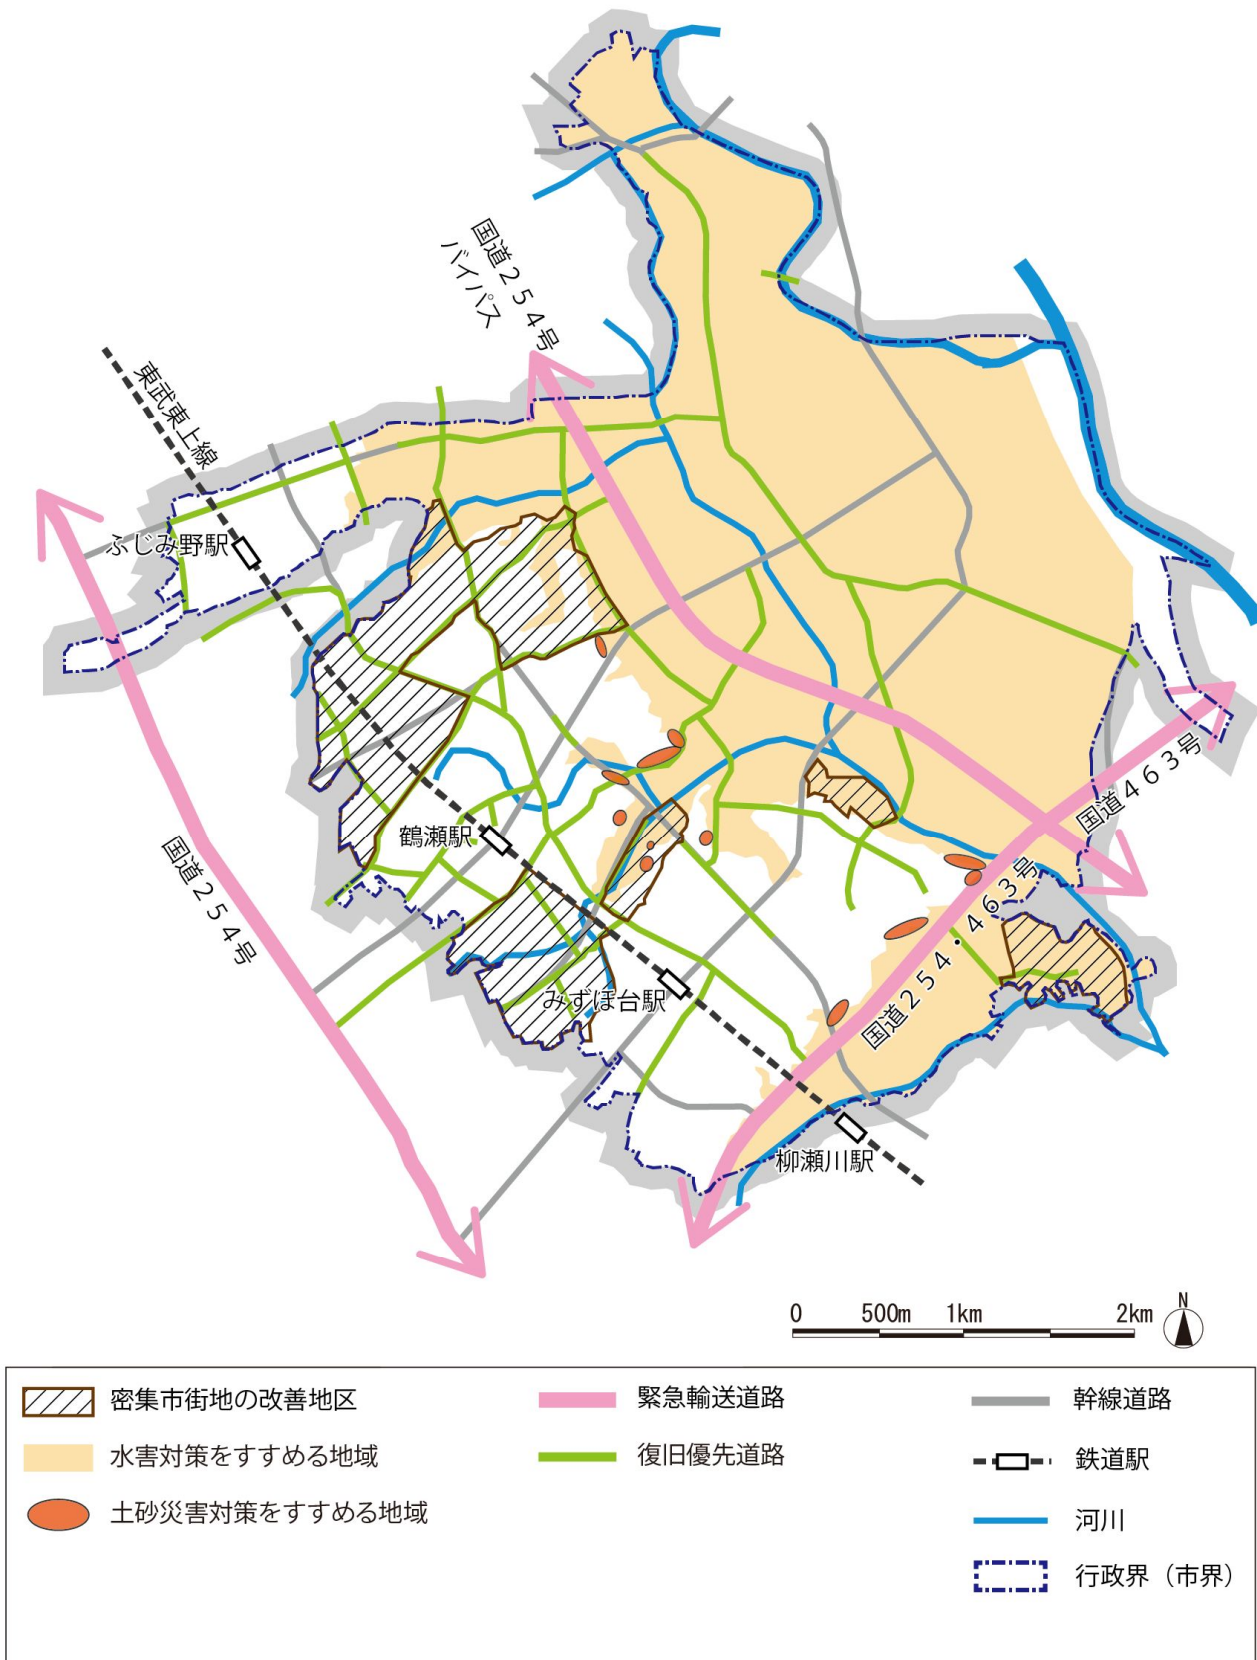 国道２５４号
バイパス
東武東上線
ふじみ野駅
国道４６３号
鶴瀬駅
国道２５４号
国道２５４・４６３号
みずほ台駅
柳瀬川駅
0 500m 1km 2km
N
密集市街地の改善地区
緊急輸送道路
幹線道路
水害対策をすすめる地域
復旧優先道路
鉄道駅
土砂災害対策をすすめる地域
河川
行政界（市界）